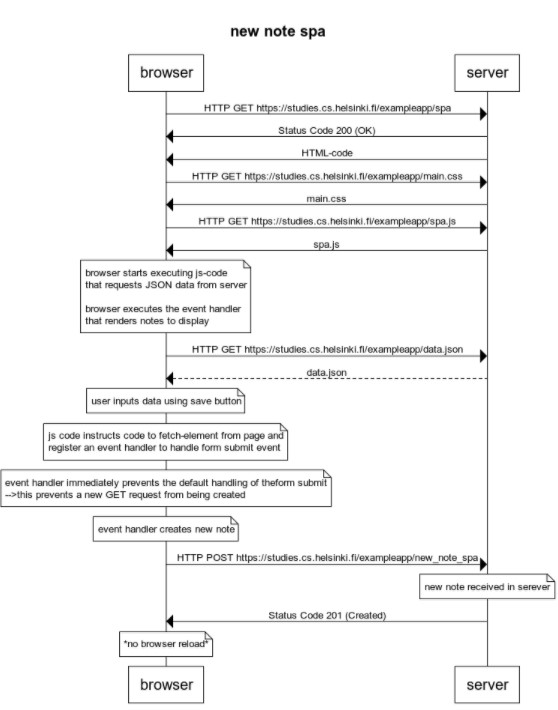 new note spa
browser
server
HTTP GET https://studies.cs.helsinki.fi/exampleapp/spa
Status Code 200 (OK)
HTML-code
HTTP GET https://studies.cs.helsinki.fi/exampleapp/main.css
main.css
HTTP GET https://studies.cs.helsinki.fi/exampleapp/spa.js
spa.js
browser starts executing js-code
that requests JSON data from server
browser executes the event handler
that renders notes to display
HTTP GET https://studies.cs.helsinki.fi/exampleapp/data.json
data.json
user inputs data using save button
js code instructs code to fetch-element from page and
register an event handler to handle form submit event
event handler immediately prevents the default handling of theform submit
-->this prevents a new GET request from being created
event handler creates new note
HTTP POST https://studies.cs.helsinki.fi/exampleapp/new_note_spa
new note received in serever
Status Code 201 (Created)
*no browser reload*
browser
server